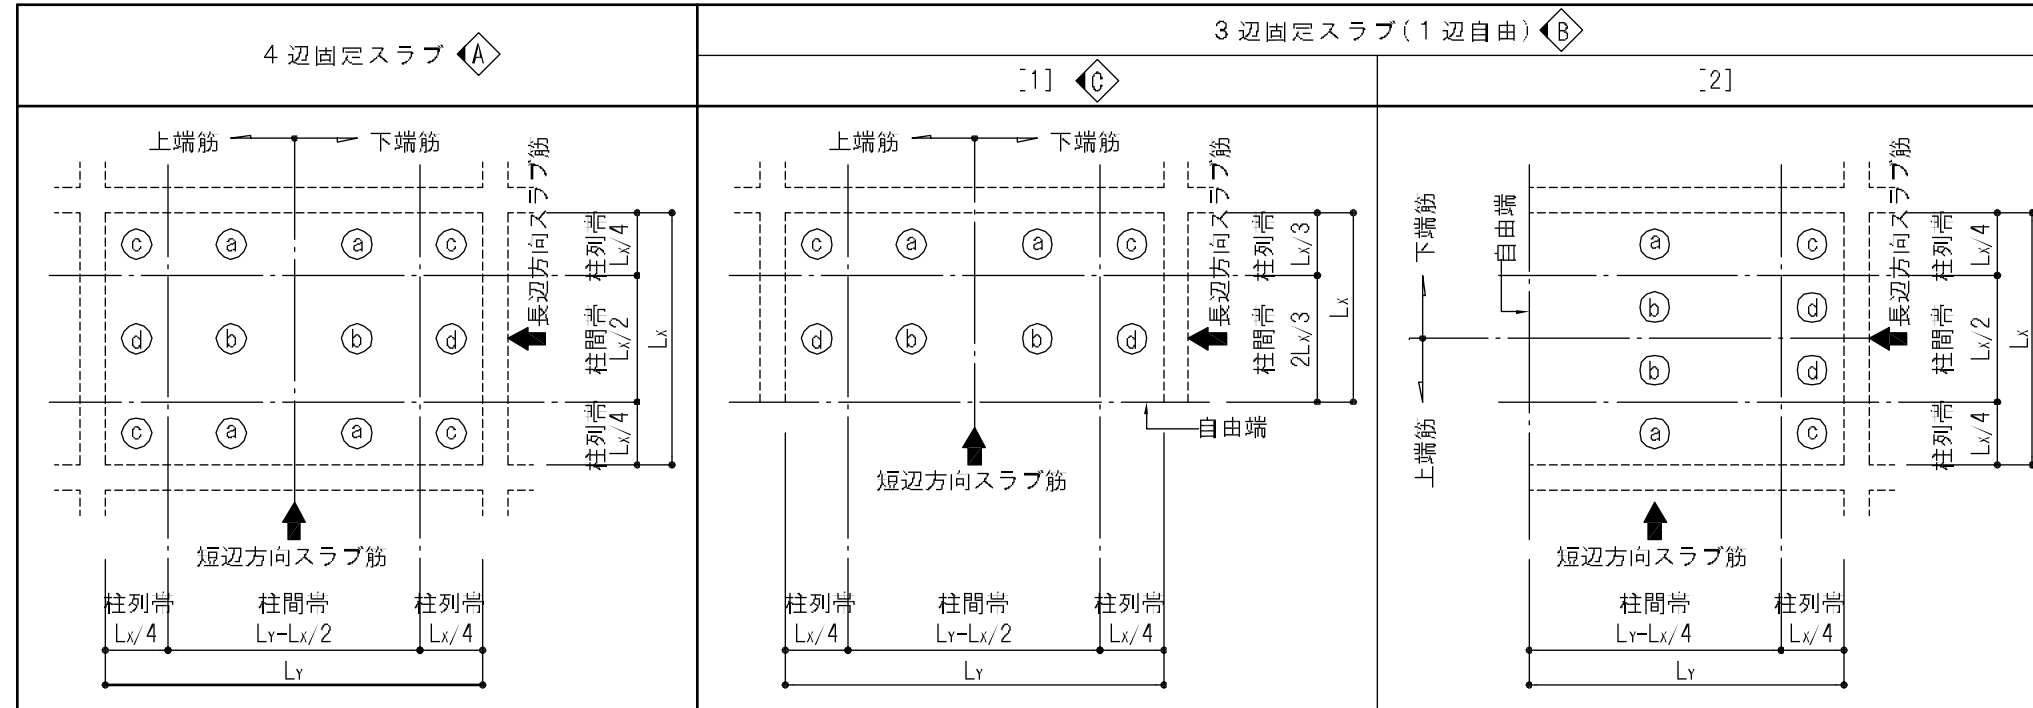 4辺固定スラブ A
3辺固定スラブ(1辺自由) B
[1] C
[2]
上端筋
下端筋
長辺方向スラブ筋
c
a
a
c
柱列帯
Lx/4
d
b
b
d
柱間帯
Lx/2
Lx
c
a
a
c
柱列帯
Lx/4
短辺方向スラブ筋
柱列帯
柱間帯
柱列帯
Lx/4
LY-Lx/2
Lx/4
LY
上端筋
下端筋
長辺方向スラブ筋
c
a
a
c
柱列帯
Lx/3
d
b
b
d
柱間帯
2Lx/3
Lx
自由端
短辺方向スラブ筋
柱列帯
柱間帯
柱列帯
Lx/4
LY-Lx/2
Lx/4
LY
下端筋
上端筋
自由端
長辺方向スラブ筋
a
c
柱列帯
Lx/4
b
d
柱間帯
Lx/2
Lx
b
d
a
c
柱列帯
Lx/4
短辺方向スラブ筋
柱間帯
柱列帯
LY-Lx/4
Lx/4
LY